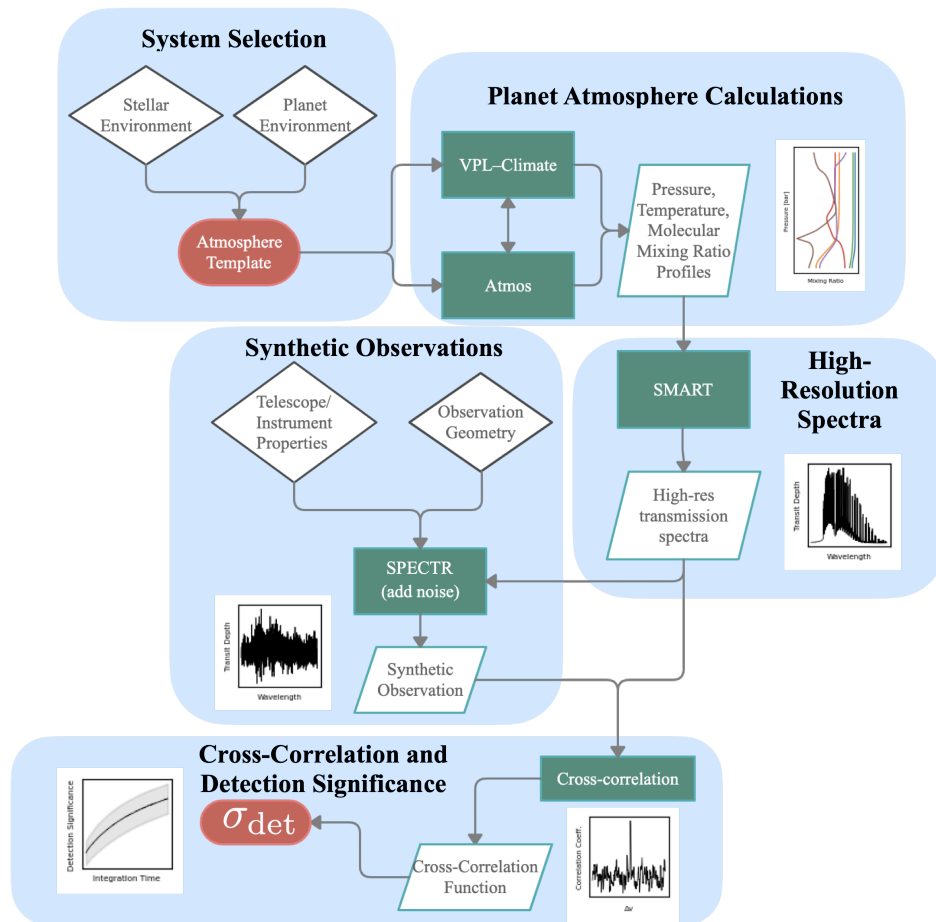 System Selection
Stellar
Environment
Planet
Environment
Atmosphere
Template
Planet Atmosphere Calculations
VPL–Climate
Atmos
Pressure,
Temperature,
Molecular
Mixing Ratio
Profiles
Pressure [bar]
Mixing Ratio
Synthetic Observations
Telescope/
Instrument
Properties
Observation
Geometry
SPECTR
(add noise)
Synthetic
Observation
Transit Depth
Wavelength
High-
Resolution
Spectra
SMART
High-res
transmission
spectra
Transit Depth
Wavelength
Cross-Correlation and
Detection Significance
Cross-correlation
Cross-Correlation
Function
σdet
Detection Significance
Integration Time
Correlation Coeff.